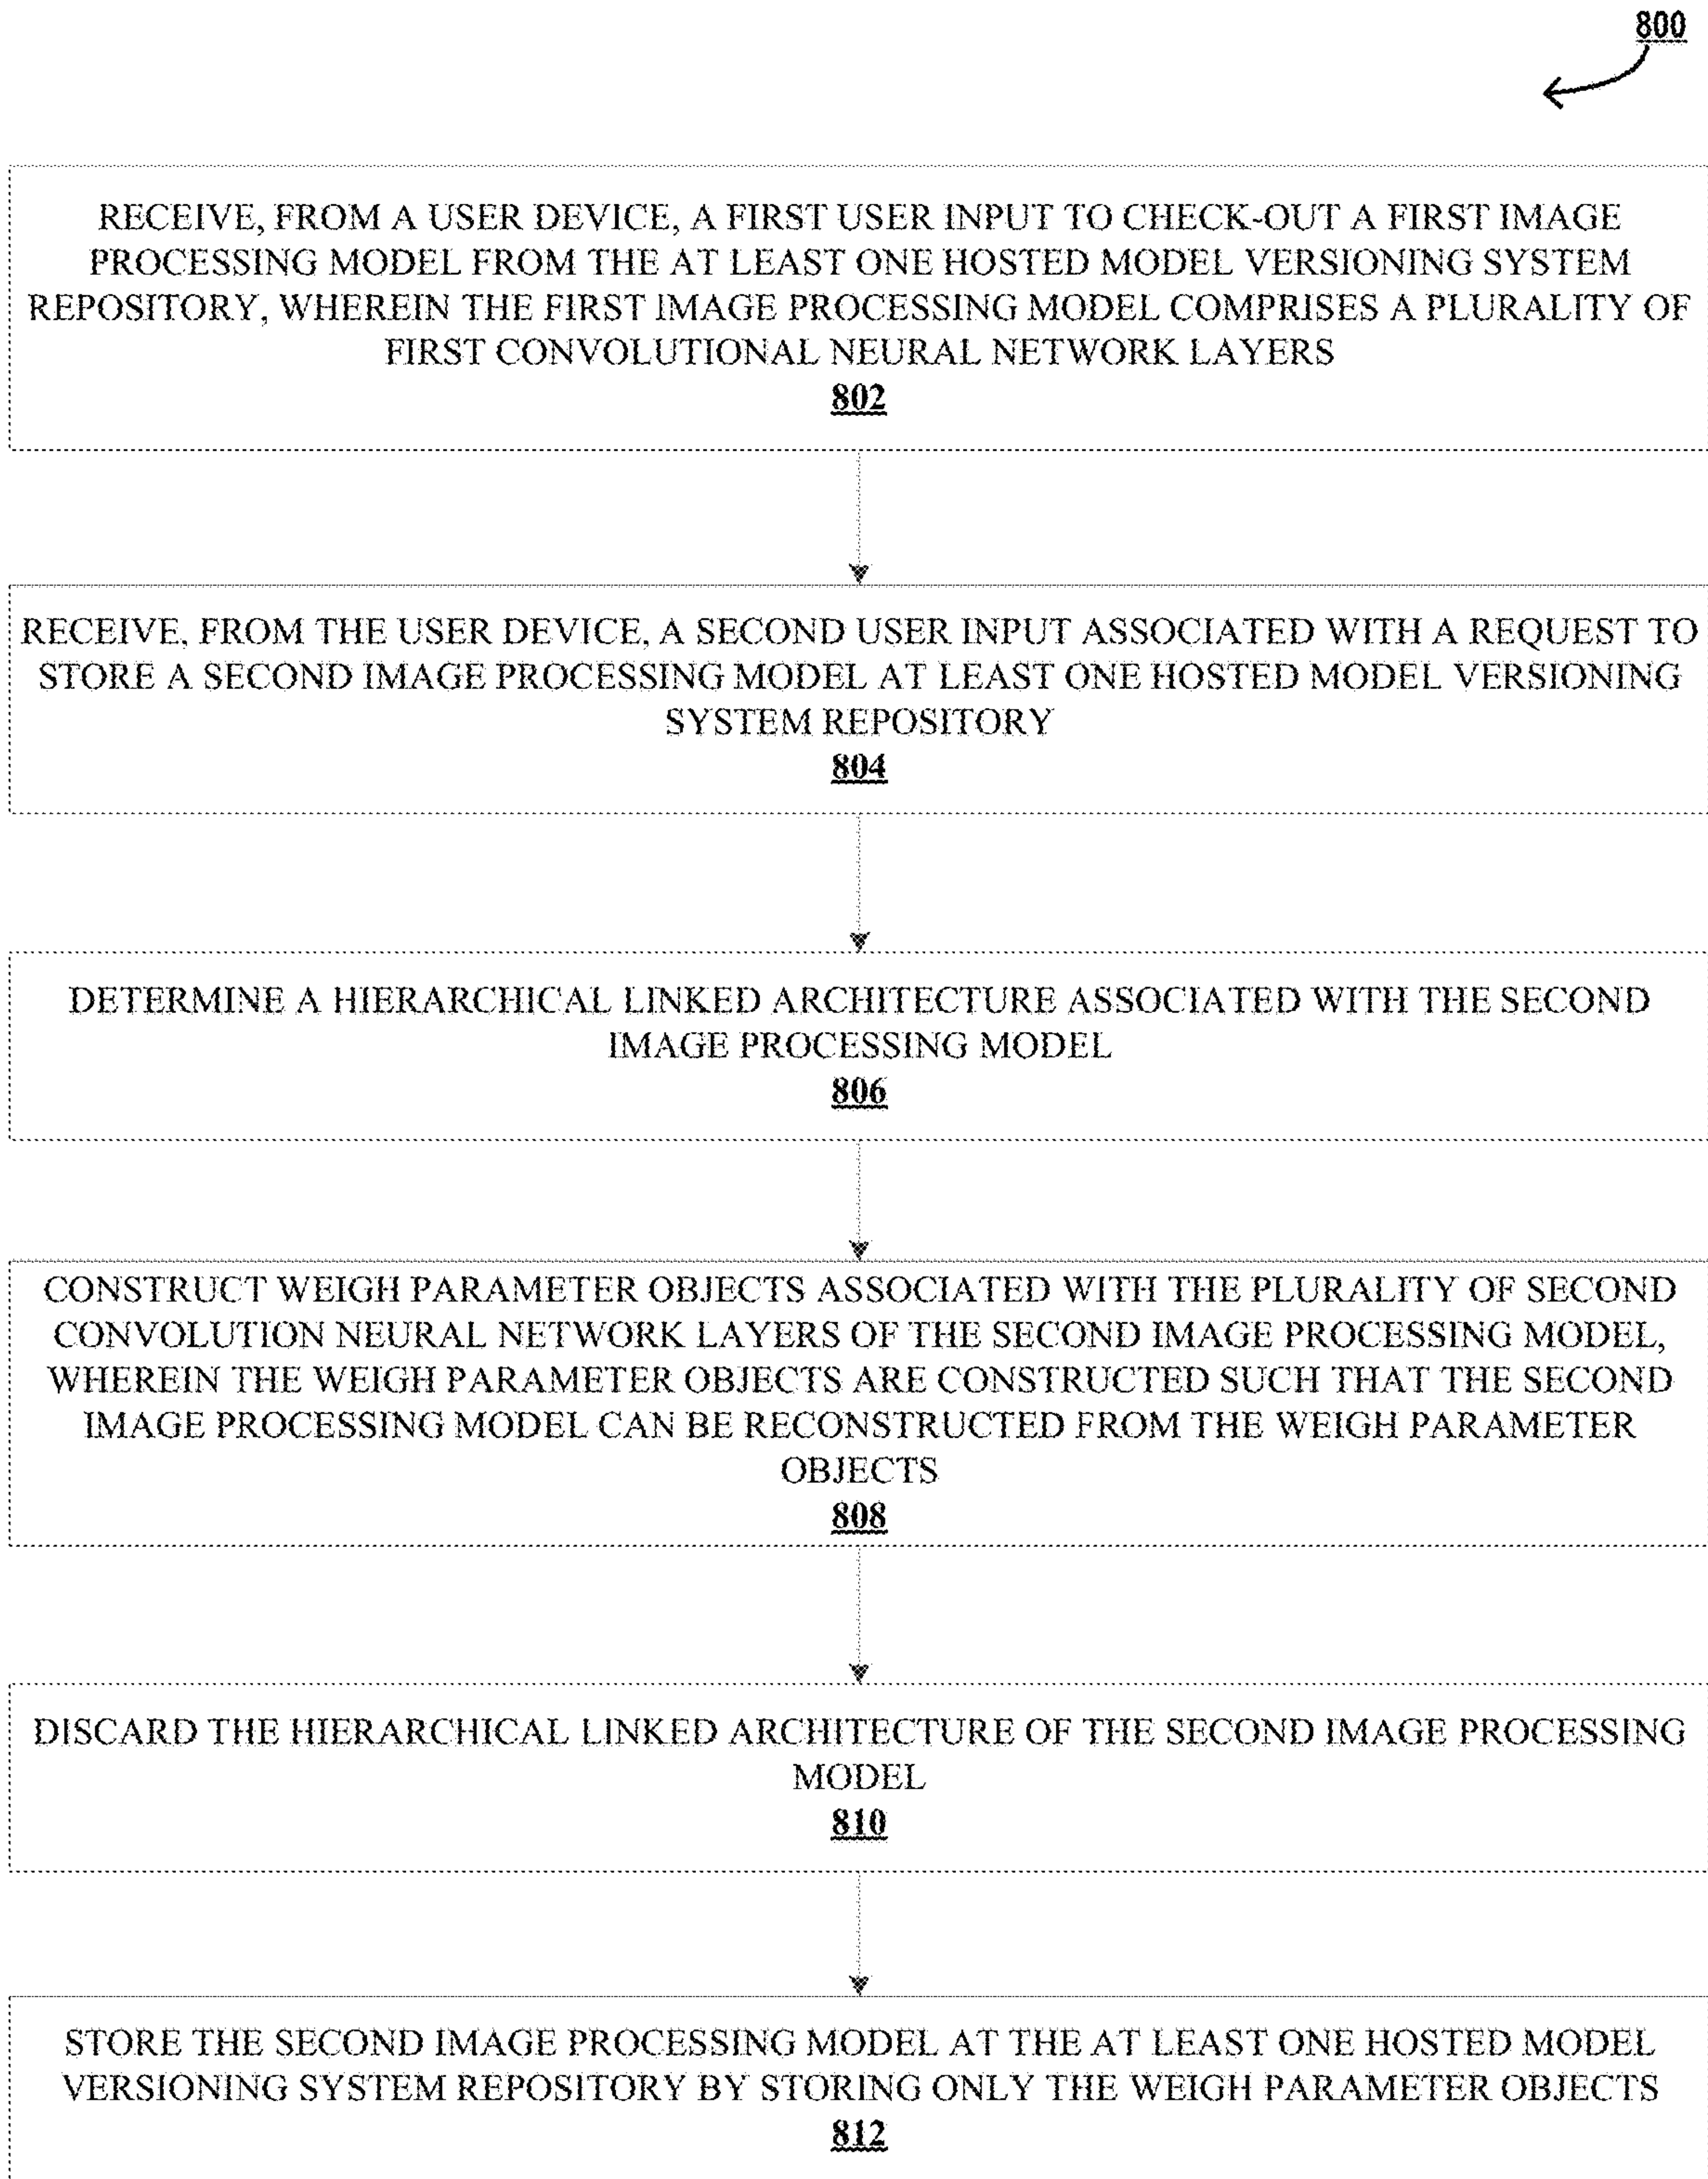 800
RECEIVE, FROM A USER DEVICE, A FIRST USER INPUT TO CHECK-OUT A FIRST IMAGE
PROCESSING MODEL FROM THE AT LEAST ONE HOSTED MODEL VERSIONING SYSTEM
REPOSITORY, WHEREIN THE FIRST IMAGE PROCESSING MODEL COMPRISES A PLURALITY OF
FIRST CONVOLUTIONAL NEURAL NETWORK LAYERS
802
RECEIVE, FROM THE USER DEVICE, A SECOND USER INPUT ASSOCIATED WITH A REQUEST TO
STORE A SECOND IMAGE PROCESSING MODEL AT LEAST ONE HOSTED MODEL VERSIONING
SYSTEM REPOSITORY
804
DETERMINE A HIERARCHICAL LINKED ARCHITECTURE ASSOCIATED WITH THE SECOND
IMAGE PROCESSING MODEL
806
CONSTRUCT WEIGH PARAMETER OBJECTS ASSOCIATED WITH THE PLURALITY OF SECOND
CONVOLUTION NEURAL NETWORK LAYERS OF THE SECOND IMAGE PROCESSING MODEL,
WHEREIN THE WEIGH PARAMETER OBJECTS ARE CONSTRUCTED SUCH THAT THE SECOND
IMAGE PROCESSING MODEL CAN BE RECONSTRUCTED FROM THE WEIGH PARAMETER
OBJECTS
808
DISCARD THE HIERARCHICAL LINKED ARCHITECTURE OF THE SECOND IMAGE PROCESSING
MODEL
810
STORE THE SECOND IMAGE PROCESSING MODEL AT THE AT LEAST ONE HOSTED MODEL
VERSIONING SYSTEM REPOSITORY BY STORING ONLY THE WEIGH PARAMETER OBJECTS
812